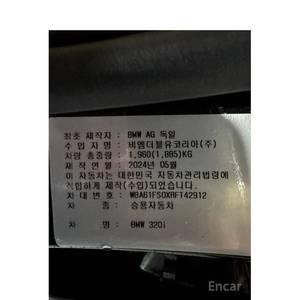 최초 제작자 : BMW AG 독일
수 입 자 명 : 비엠더블유코리아(주)
차량 총중량 : 1,960(1,885)KG
제 작 연 월 : 2024년 05월
이 자동차는 대한민국 자동차관리법령에
적합하게 제작(수입)되었습니다.
차 대 번 호 : WBA61FS0XRFT42912
차 종 : 승용자동차
차 명 : BMW 320i
Encar